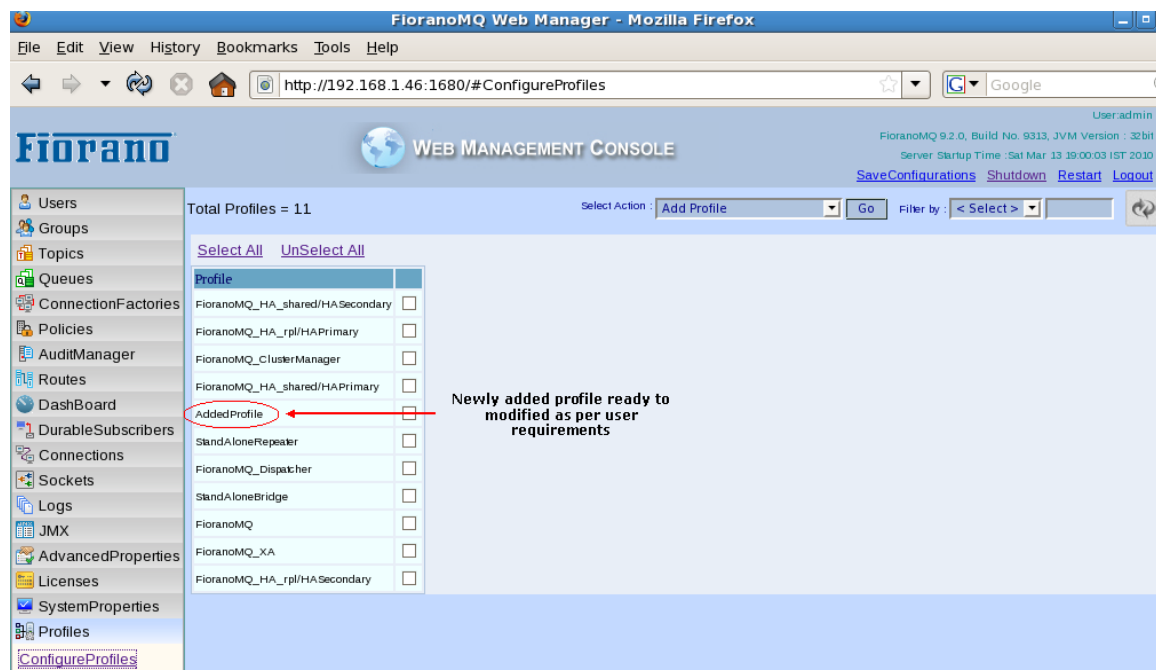 FioranoMQ Web Manager - Mozilla Firefox
File Edit View History Bookmarks Tools Help
http://192.168.1.46:1680/#ConfigureProfiles
G Google
User:admin
FioranoMQ 9.2.0, Build No. 9313, JVM Version : 32bit
Server Startup Time :Sat Mar 13 19:00:03 IST 2010
SaveConfigurations Shutdown Restart Logout
Fiorano
WEB MANAGEMENT CONSOLE
Users
Groups
Topics
Queues
ConnectionFactories
Policies
AuditManager
Routes
DashBoard
DurableSubscribers
Connections
Sockets
Logs
JMX
AdvancedProperties
Licenses
SystemProperties
Profiles
ConfigureProfiles
Total Profiles = 11
Select Action : Add Profile Go Filter by : < Select >
Select All UnSelect All
Profile
FioranoMQ_HA_shared/HASecondary
FioranoMQ_HA_rpl/HAPrimary
FioranoMQ_ClusterManager
FioranoMQ_HA_shared/HAPrimary
AddedProfile
StandAloneRepeater
FioranoMQ_Dispatcher
StandAloneBridge
FioranoMQ
FioranoMQ_XA
FioranoMQ_HA_rpl/HASecondary
Newly added profile ready to
modified as per user
requirements